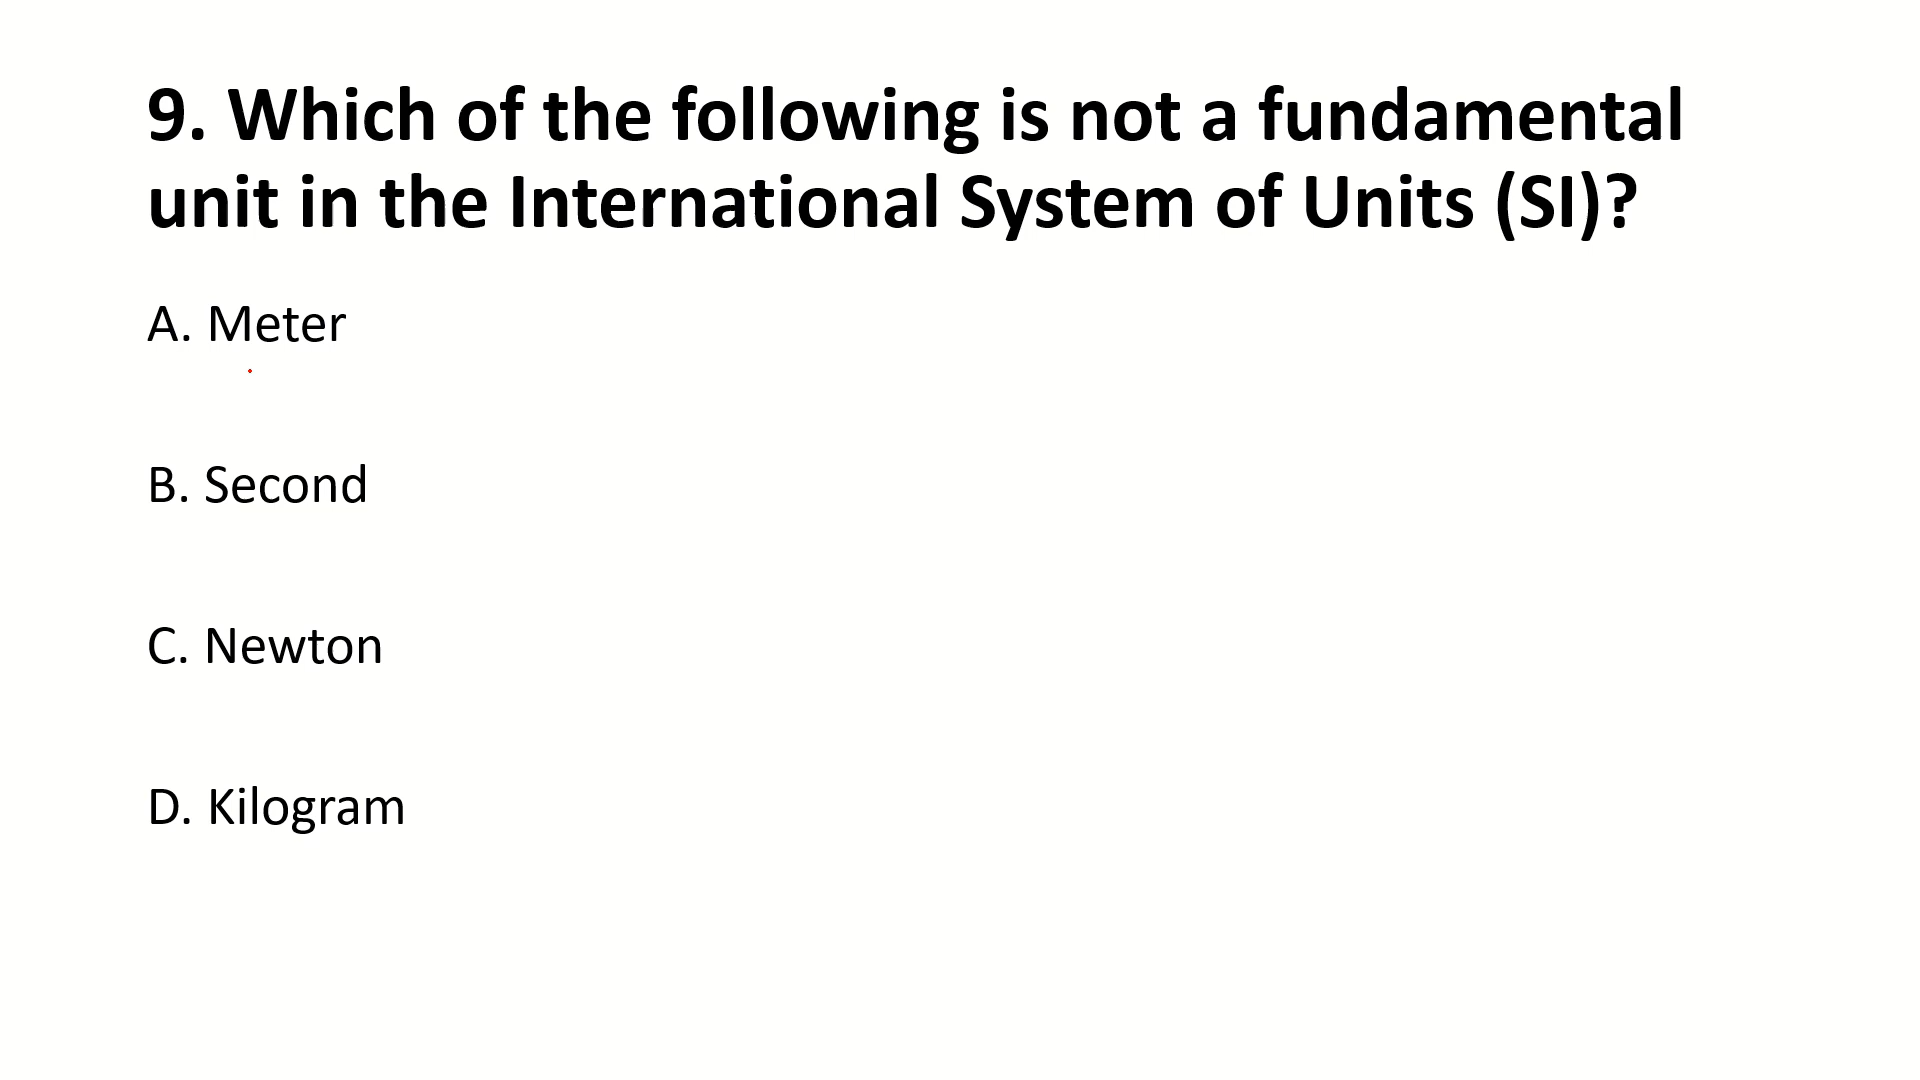 9. Which of the following is not a fundamental
unit in the International System of Units (SI)?
A. Meter
B. Second
C. Newton
D. Kilogram